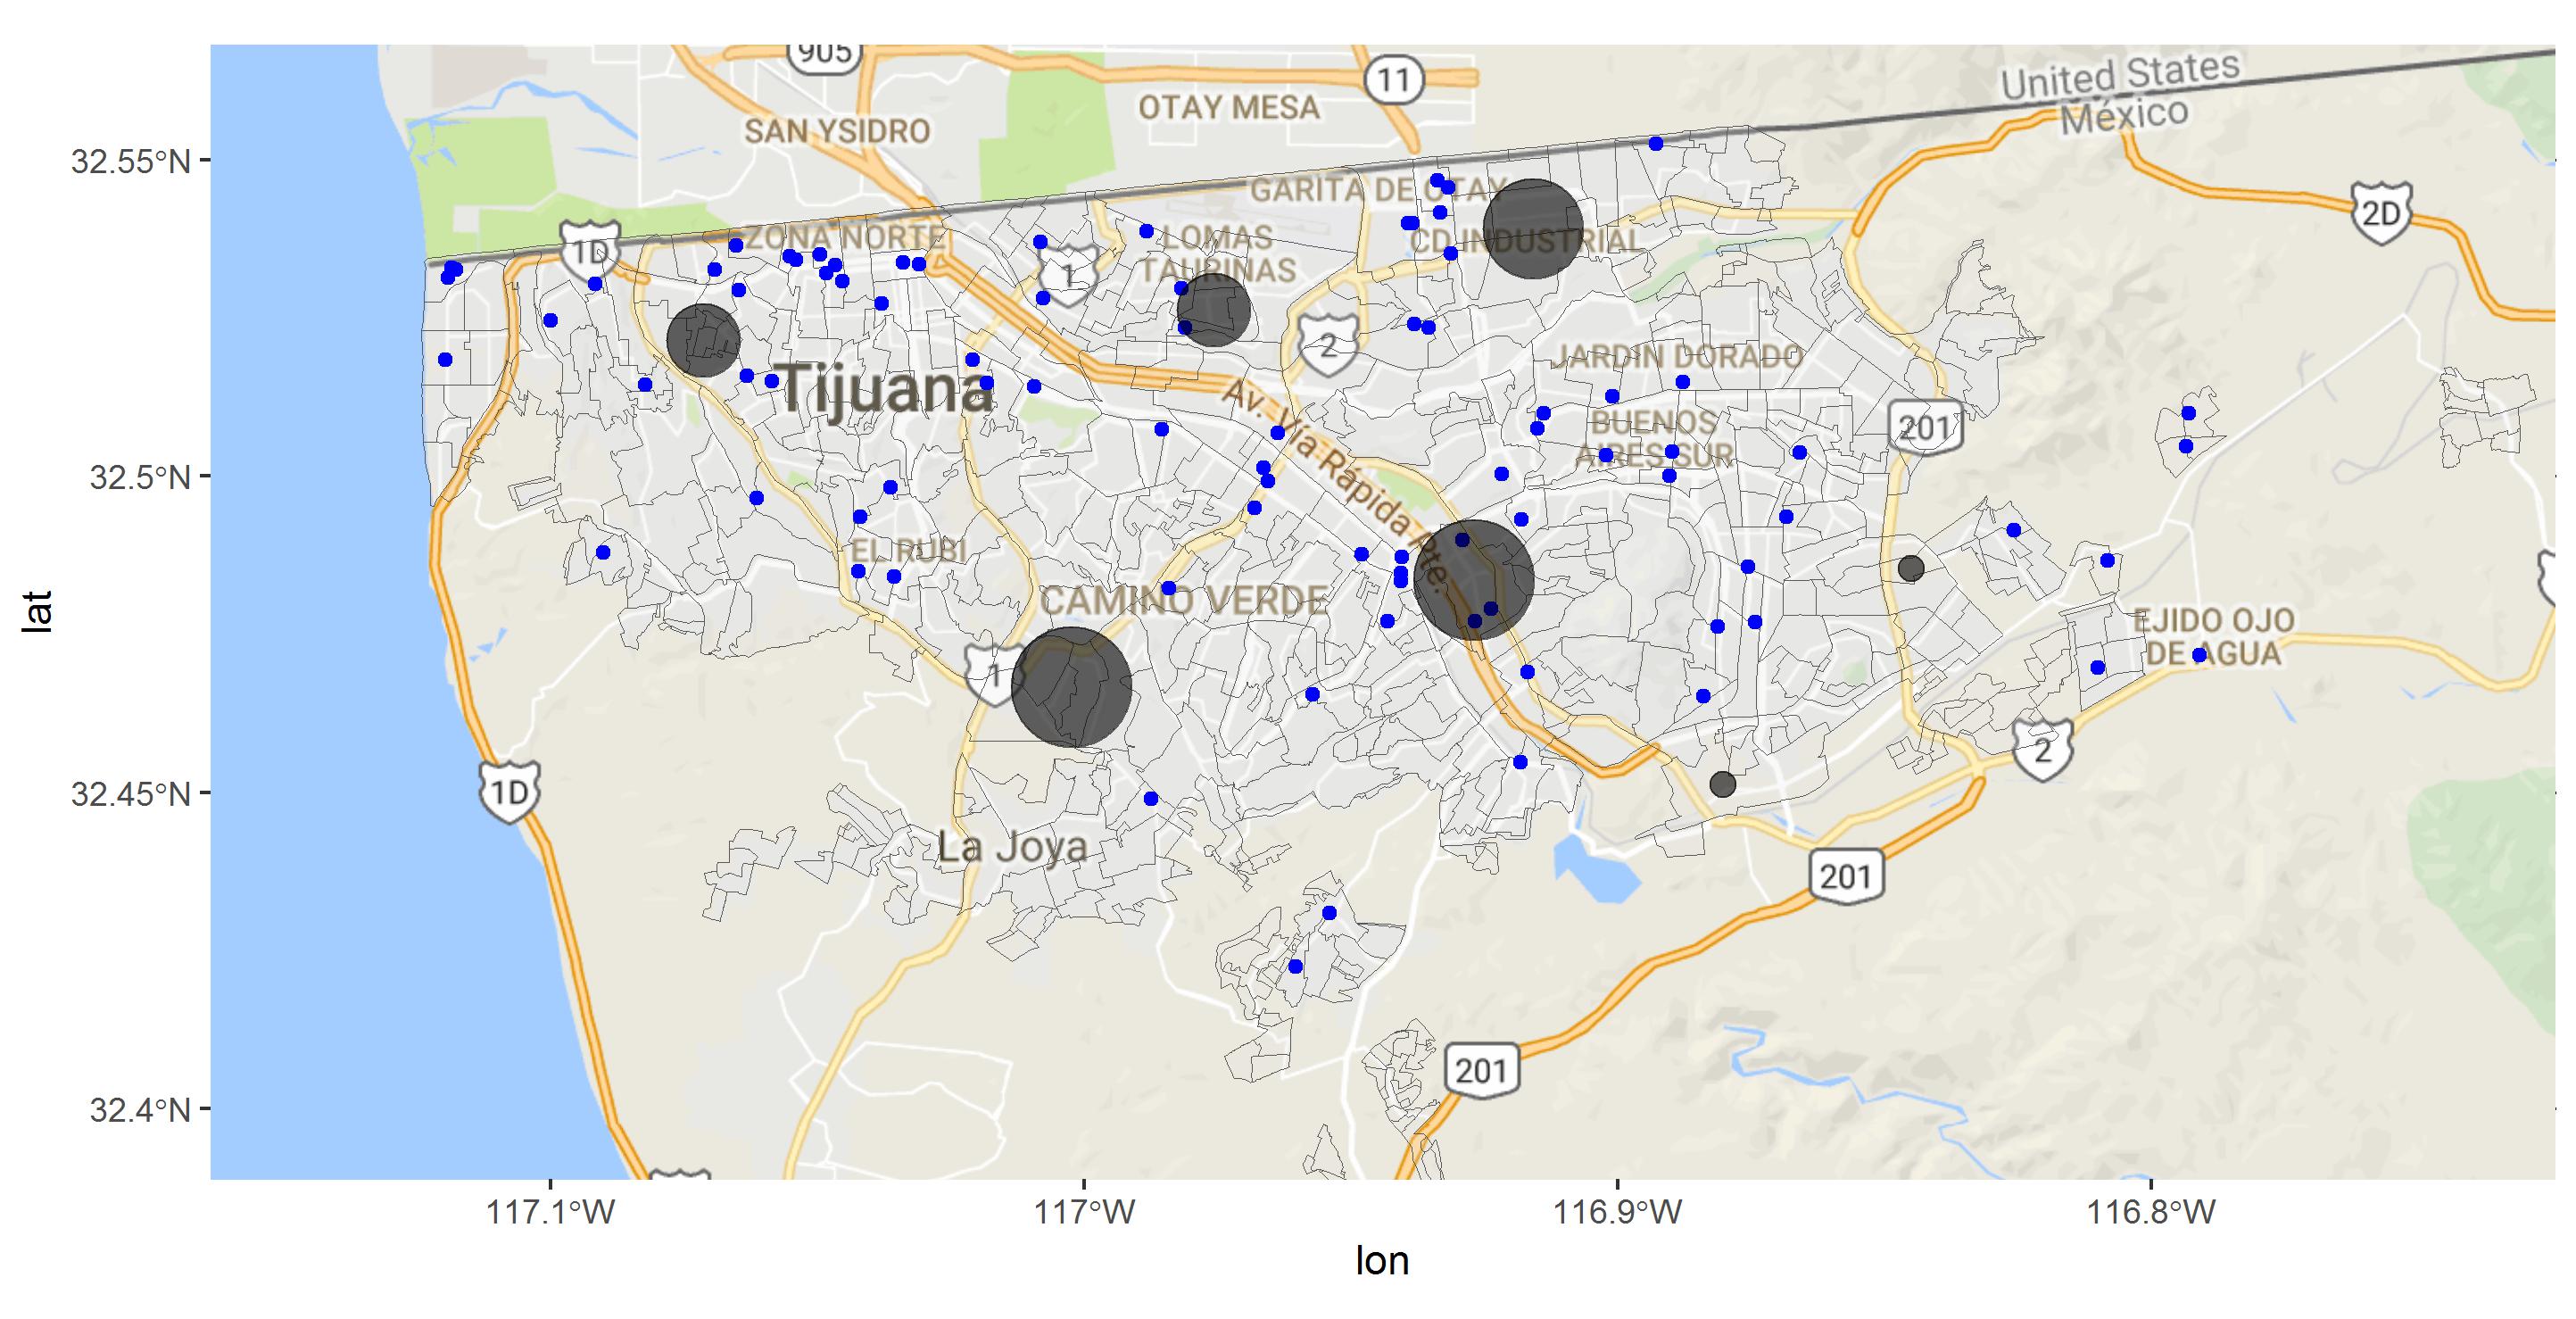 905
11
United States
México
OTAY MESA
SAN YSIDRO
32.55°N
GARITA DE OTAY
2D
ZONA NORTE
LOMAS
TAURINAS
CD INDUSTRIAL
1D
1
2
JARDIN DORADO
Tijuana
Av. Vía Rápida Pte.
BUENOS
AIRES SUR
201
32.5°N
EL RUBI
CAMINO VERDE
EJIDO OJO
DE AGUA
lat
1
2
32.45°N
1D
La Joya
201
201
32.4°N
117.1°W
117°W
116.9°W
116.8°W
lon